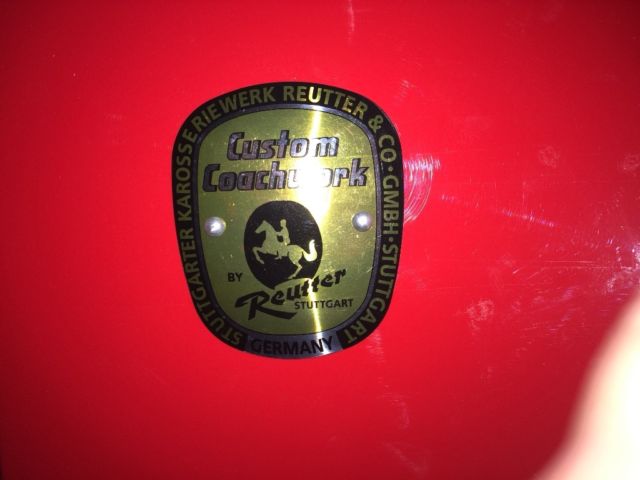 STUTTGARTER KAROSSERIEWERK REUTTER & CO·GMBH·STUTTGART
Custom
Coachwork
BY
Reutter
STUTTGART
GERMANY